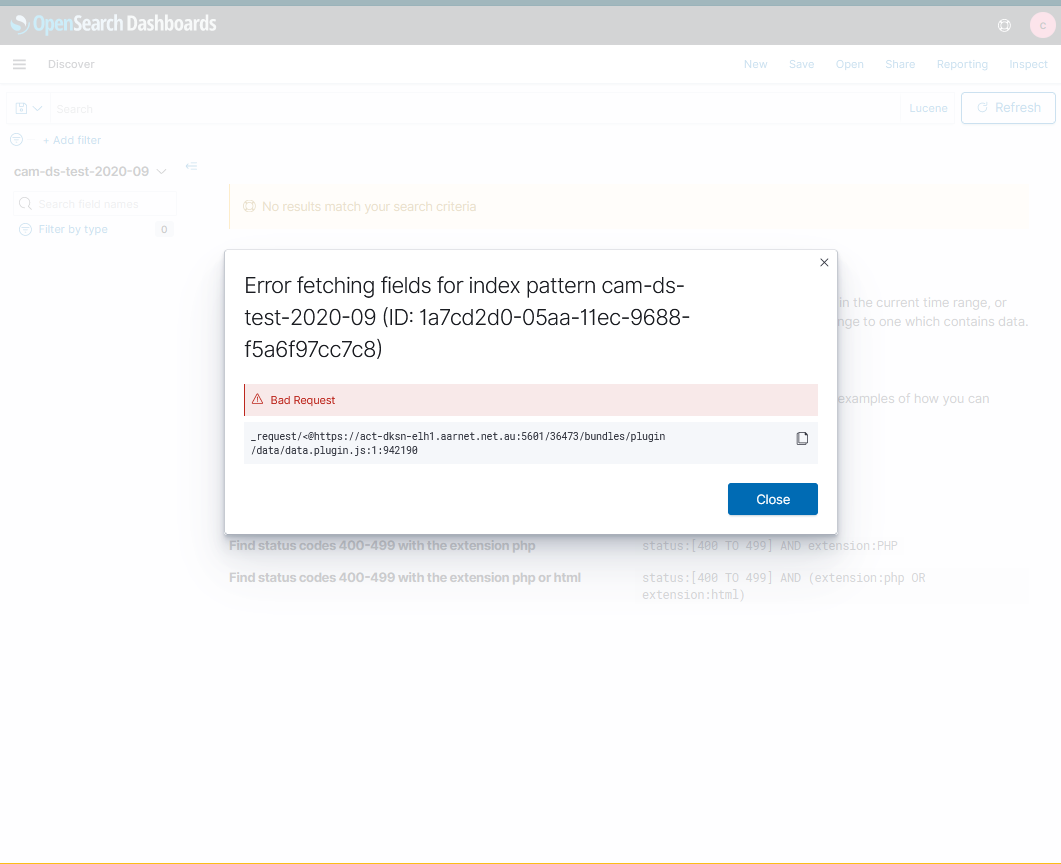 OpenSearch Dashboards
c
Discover
New Save Open Share Reporting Inspect
Search
Lucene
Refresh
+ Add filter
cam-ds-test-2020-09
Search field names
Filter by type 0
No results match your search criteria
Error fetching fields for index pattern cam-ds-
test-2020-09 (ID: 1a7cd2d0-05aa-11ec-9688-
f5a6f97cc7c8)
in the current time range, or
nge to one which contains data.
Bad Request
examples of how you can
_request/<@https://act-dksn-elh1.aarnet.net.au:5601/36473/bundles/plugin
/data/data.plugin.js:1:942190
Close
Find status codes 400-499 with the extension php
status:[400 TO 499] AND extension:PHP
Find status codes 400-499 with the extension php or html
status:[400 TO 499] AND (extension:php OR
extension:html)